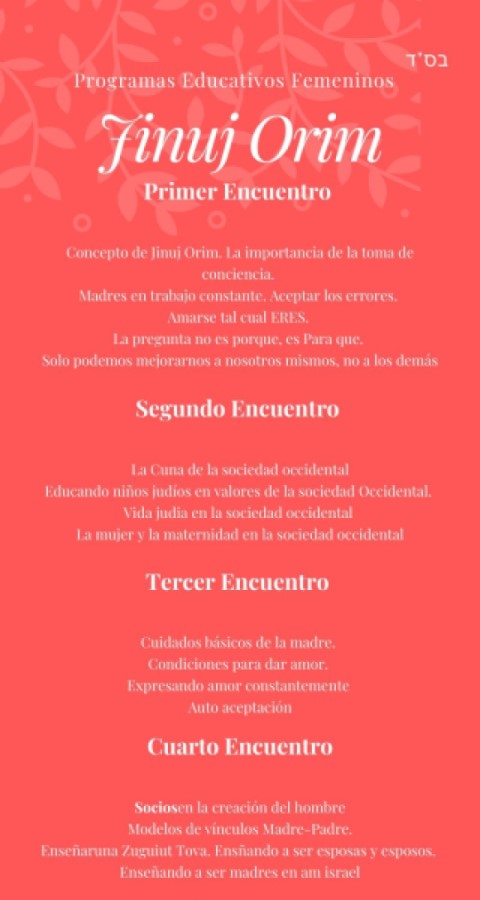 בס"ד
Programas Educativos Femeninos
Jinuj Orim
Primer Encuentro
Concepto de Jinuj Orim. La importancia de la toma de
conciencia.
Madres en trabajo constante. Aceptar los errores.
Amarse tal cual ERES.
La pregunta no es porque, es Para que.
Solo podemos mejorarnos a nosotros mismos, no a los demás
Segundo Encuentro
La Cuna de la sociedad occidental
Educando niños judíos en valores de la sociedad Occidental.
Vida judía en la sociedad occidental
La mujer y la maternidad en la sociedad occidental
Tercer Encuentro
Cuidados básicos de la madre.
Condiciones para dar amor.
Expresando amor constantemente
Auto aceptación
Cuarto Encuentro
Sociosen la creación del hombre
Modelos de vínculos Madre-Padre.
Enseñaruna Zuguiut Tova. Ensñando a ser esposas y esposos.
Enseñando a ser madres en am israel